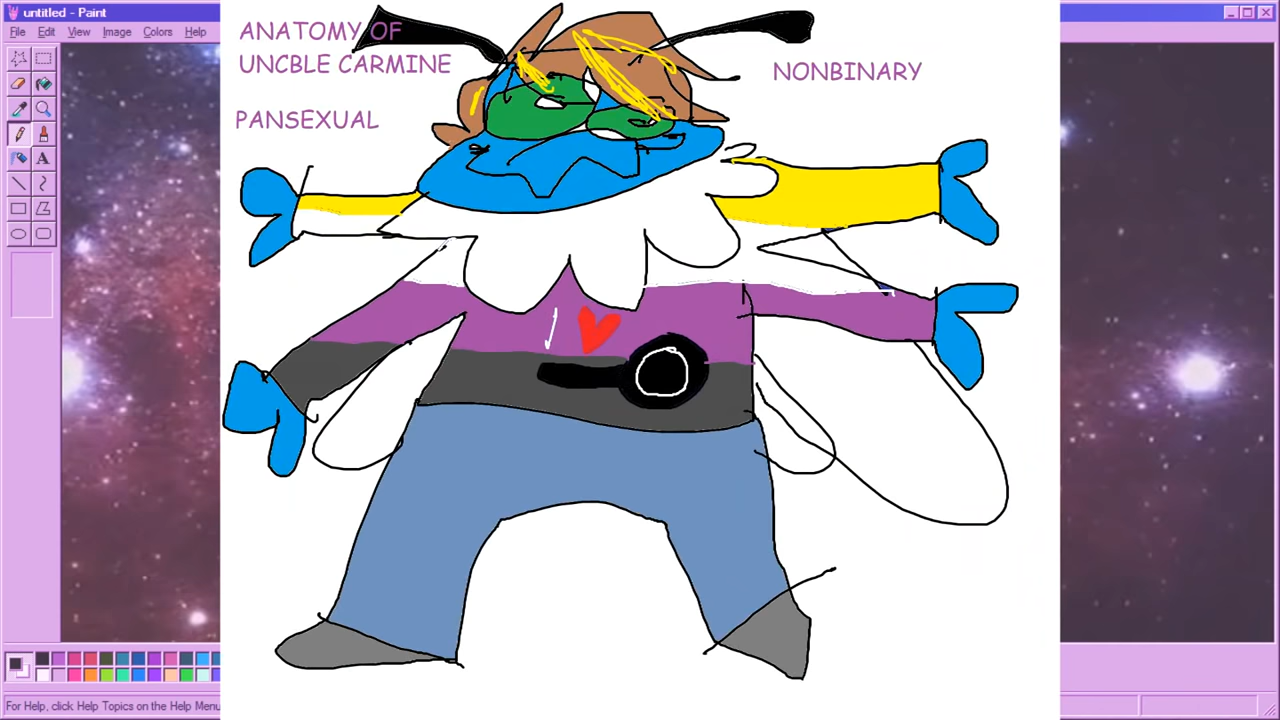 untitled - Paint
File Edit View Image Colors Help
ANATOMY OF
UNCBLE CARMINE
NONBINARY
PANSEXUAL
For Help, click Help Topics on the Help Menu